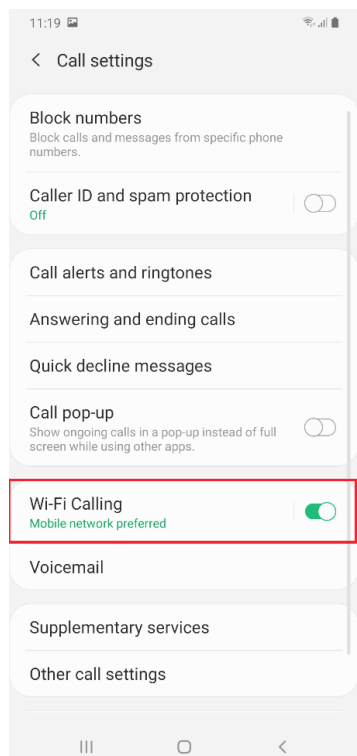 11:19
Call settings
Block numbers
Block calls and messages from specific phone
numbers.
Caller ID and spam protection
Off
Call alerts and ringtones
Answering and ending calls
Quick decline messages
Call pop-up
Show ongoing calls in a pop-up instead of full
screen while using other apps.
Wi-Fi Calling
Mobile network preferred
Voicemail
Supplementary services
Other call settings